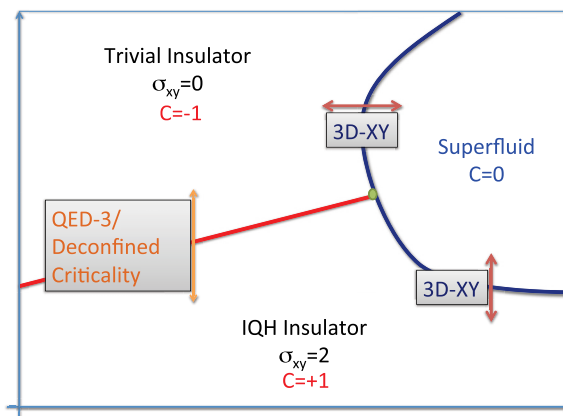 Trivial Insulator
σxy=0
C=-1
3D-XY
Superfluid
C=0
QED-3/
Deconfined
Criticality
3D-XY
IQH Insulator
σxy=2
C=+1